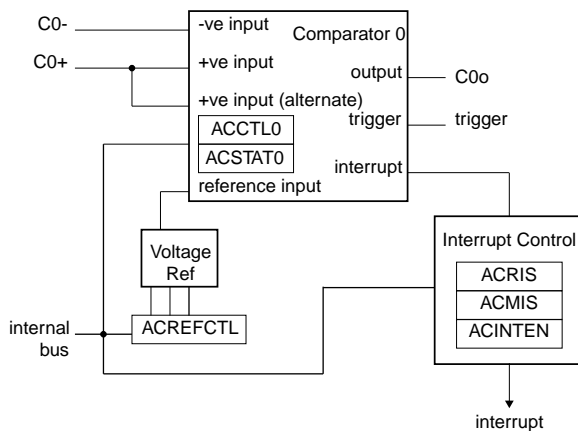 C0-
-ve input
Comparator 0
C0+
+ve input
output
C0o
+ve input (alternate)
trigger
trigger
ACCTL0
ACSTAT0
interrupt
reference input
Voltage
Ref
Interrupt Control
ACRIS
ACMIS
ACINTEN
internal
bus
ACREFCTL
interrupt